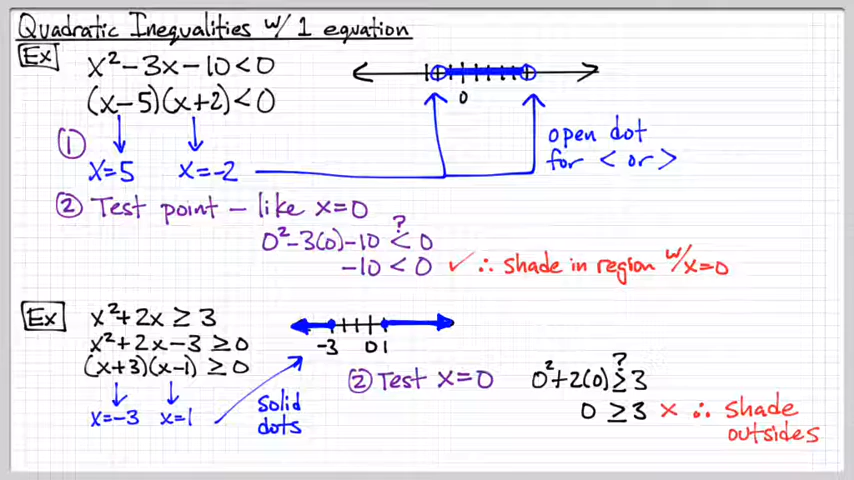 Quadratic Inequalities w/ 1 equation
Ex
x² - 3x - 10 < 0
(x-5)(x+2) < 0
0
①
x=5 x=-2
open dot
for < or >
② Test point - like x=0
0² - 3(0) - 10 <? 0
-10 < 0 ✓ ∴ shade in region w/ x=0
Ex
x² + 2x ≥ 3
x² + 2x - 3 ≥ 0
(x+3)(x-1) ≥ 0
-3 0 1
x=-3 x=1
solid
dots
② Test x=0
0² + 2(0) ≥? 3
0 ≥ 3 × ∴ shade
outsides